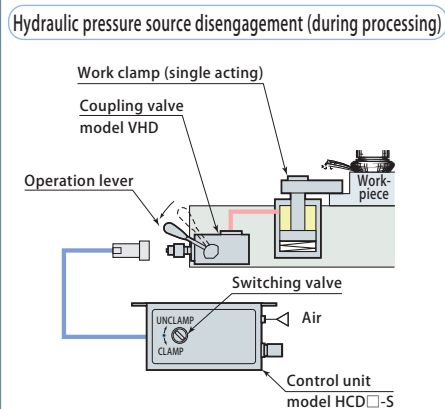 Hydraulic pressure source disengagement (during processing)
Work clamp (single acting)
Coupling valve
model VHD
Operation lever
Work-
piece
Switching valve
UNCLAMP
CLAMP
Air
Control unit
model HCD□-S